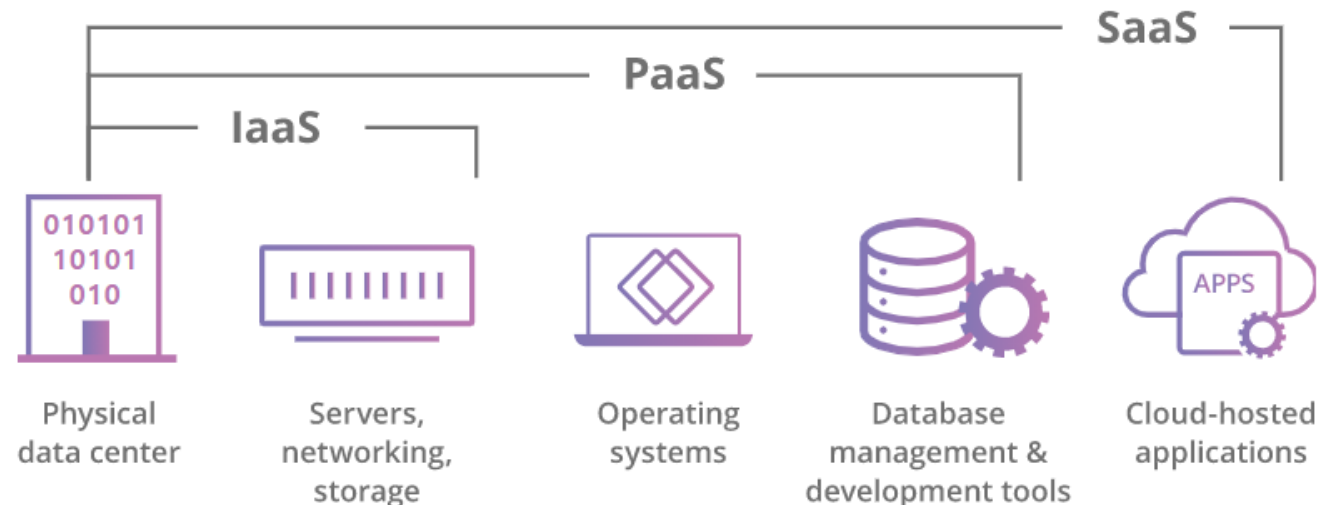 SaaS
PaaS
IaaS
010101
10101
010
APPS
Physical
data center
Servers,
networking,
storage
Operating
systems
Database
management &
development tools
Cloud-hosted
applications